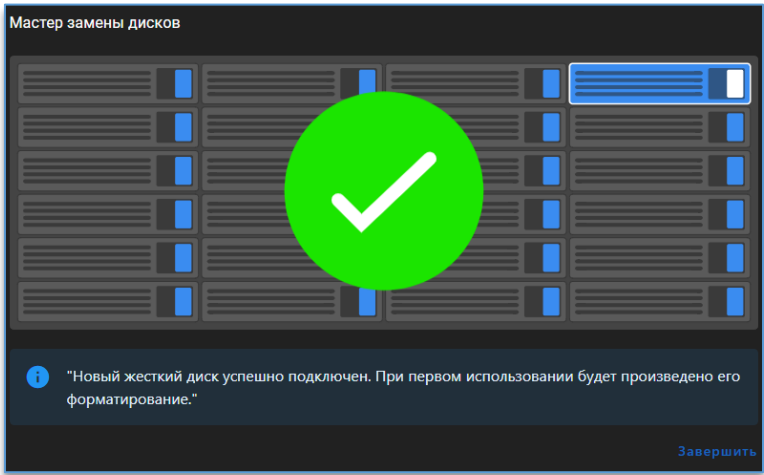 Мастер замены дисков
"Новый жесткий диск успешно подключен. При первом использовании будет произведено его
форматирование."
Завершить